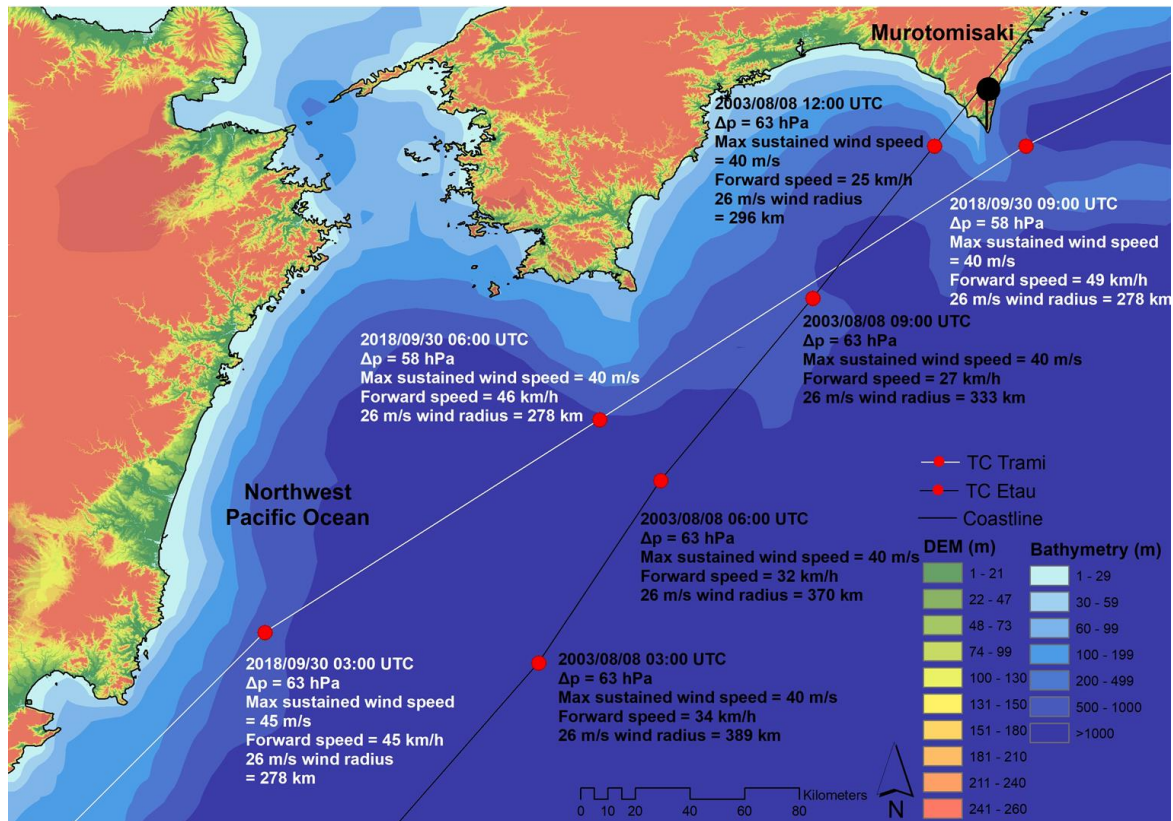 Murotomisaki
2003/08/08 12:00 UTC
Δp = 63 hPa
Max sustained wind speed
= 40 m/s
Forward speed = 25 km/h
26 m/s wind radius
= 296 km
2018/09/30 09:00 UTC
Δp = 58 hPa
Max sustained wind speed
= 40 m/s
Forward speed = 49 km/h
26 m/s wind radius = 278 km
2003/08/08 09:00 UTC
Δp = 63 hPa
Max sustained wind speed = 40 m/s
Forward speed = 27 km/h
26 m/s wind radius = 333 km
2018/09/30 06:00 UTC
Δp = 58 hPa
Max sustained wind speed = 40 m/s
Forward speed = 46 km/h
26 m/s wind radius = 278 km
Northwest
Pacific Ocean
2003/08/08 06:00 UTC
Δp = 63 hPa
Max sustained wind speed = 40 m/s
Forward speed = 32 km/h
26 m/s wind radius = 370 km
2018/09/30 03:00 UTC
Δp = 63 hPa
Max sustained wind speed
= 45 m/s
Forward speed = 45 km/h
26 m/s wind radius
= 278 km
2003/08/08 03:00 UTC
Δp = 63 hPa
Max sustained wind speed = 40 m/s
Forward speed = 34 km/h
26 m/s wind radius = 389 km
TC Trami
TC Etau
Coastline
DEM (m)
1 - 21
22 - 47
48 - 73
74 - 99
100 - 130
131 - 150
151 - 180
181 - 210
211 - 240
241 - 260
Bathymetry (m)
1 - 29
30 - 59
60 - 99
100 - 199
200 - 499
500 - 1000
>1000
Kilometers
0 10 20 40 60 80
N